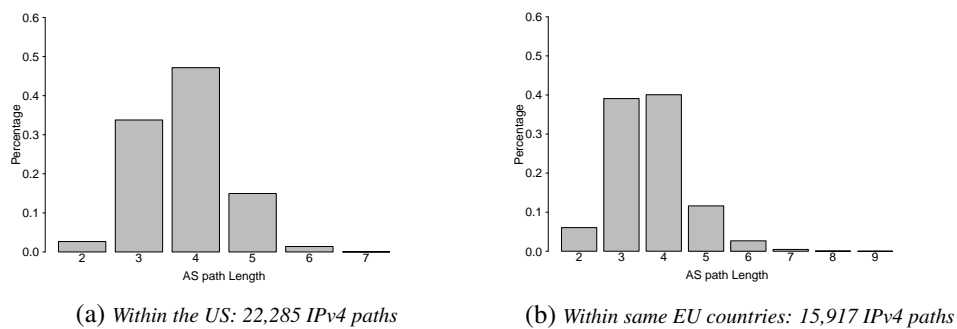 0.6
0.5
0.4
0.3
0.2
0.1
0.0
Percentage
2 3 4 5 6 7
AS path Length
(a) Within the US: 22,285 IPv4 paths
0.6
0.5
0.4
0.3
0.2
0.1
0.0
Percentage
2 3 4 5 6 7 8 9
AS path Length
(b) Within same EU countries: 15,917 IPv4 paths